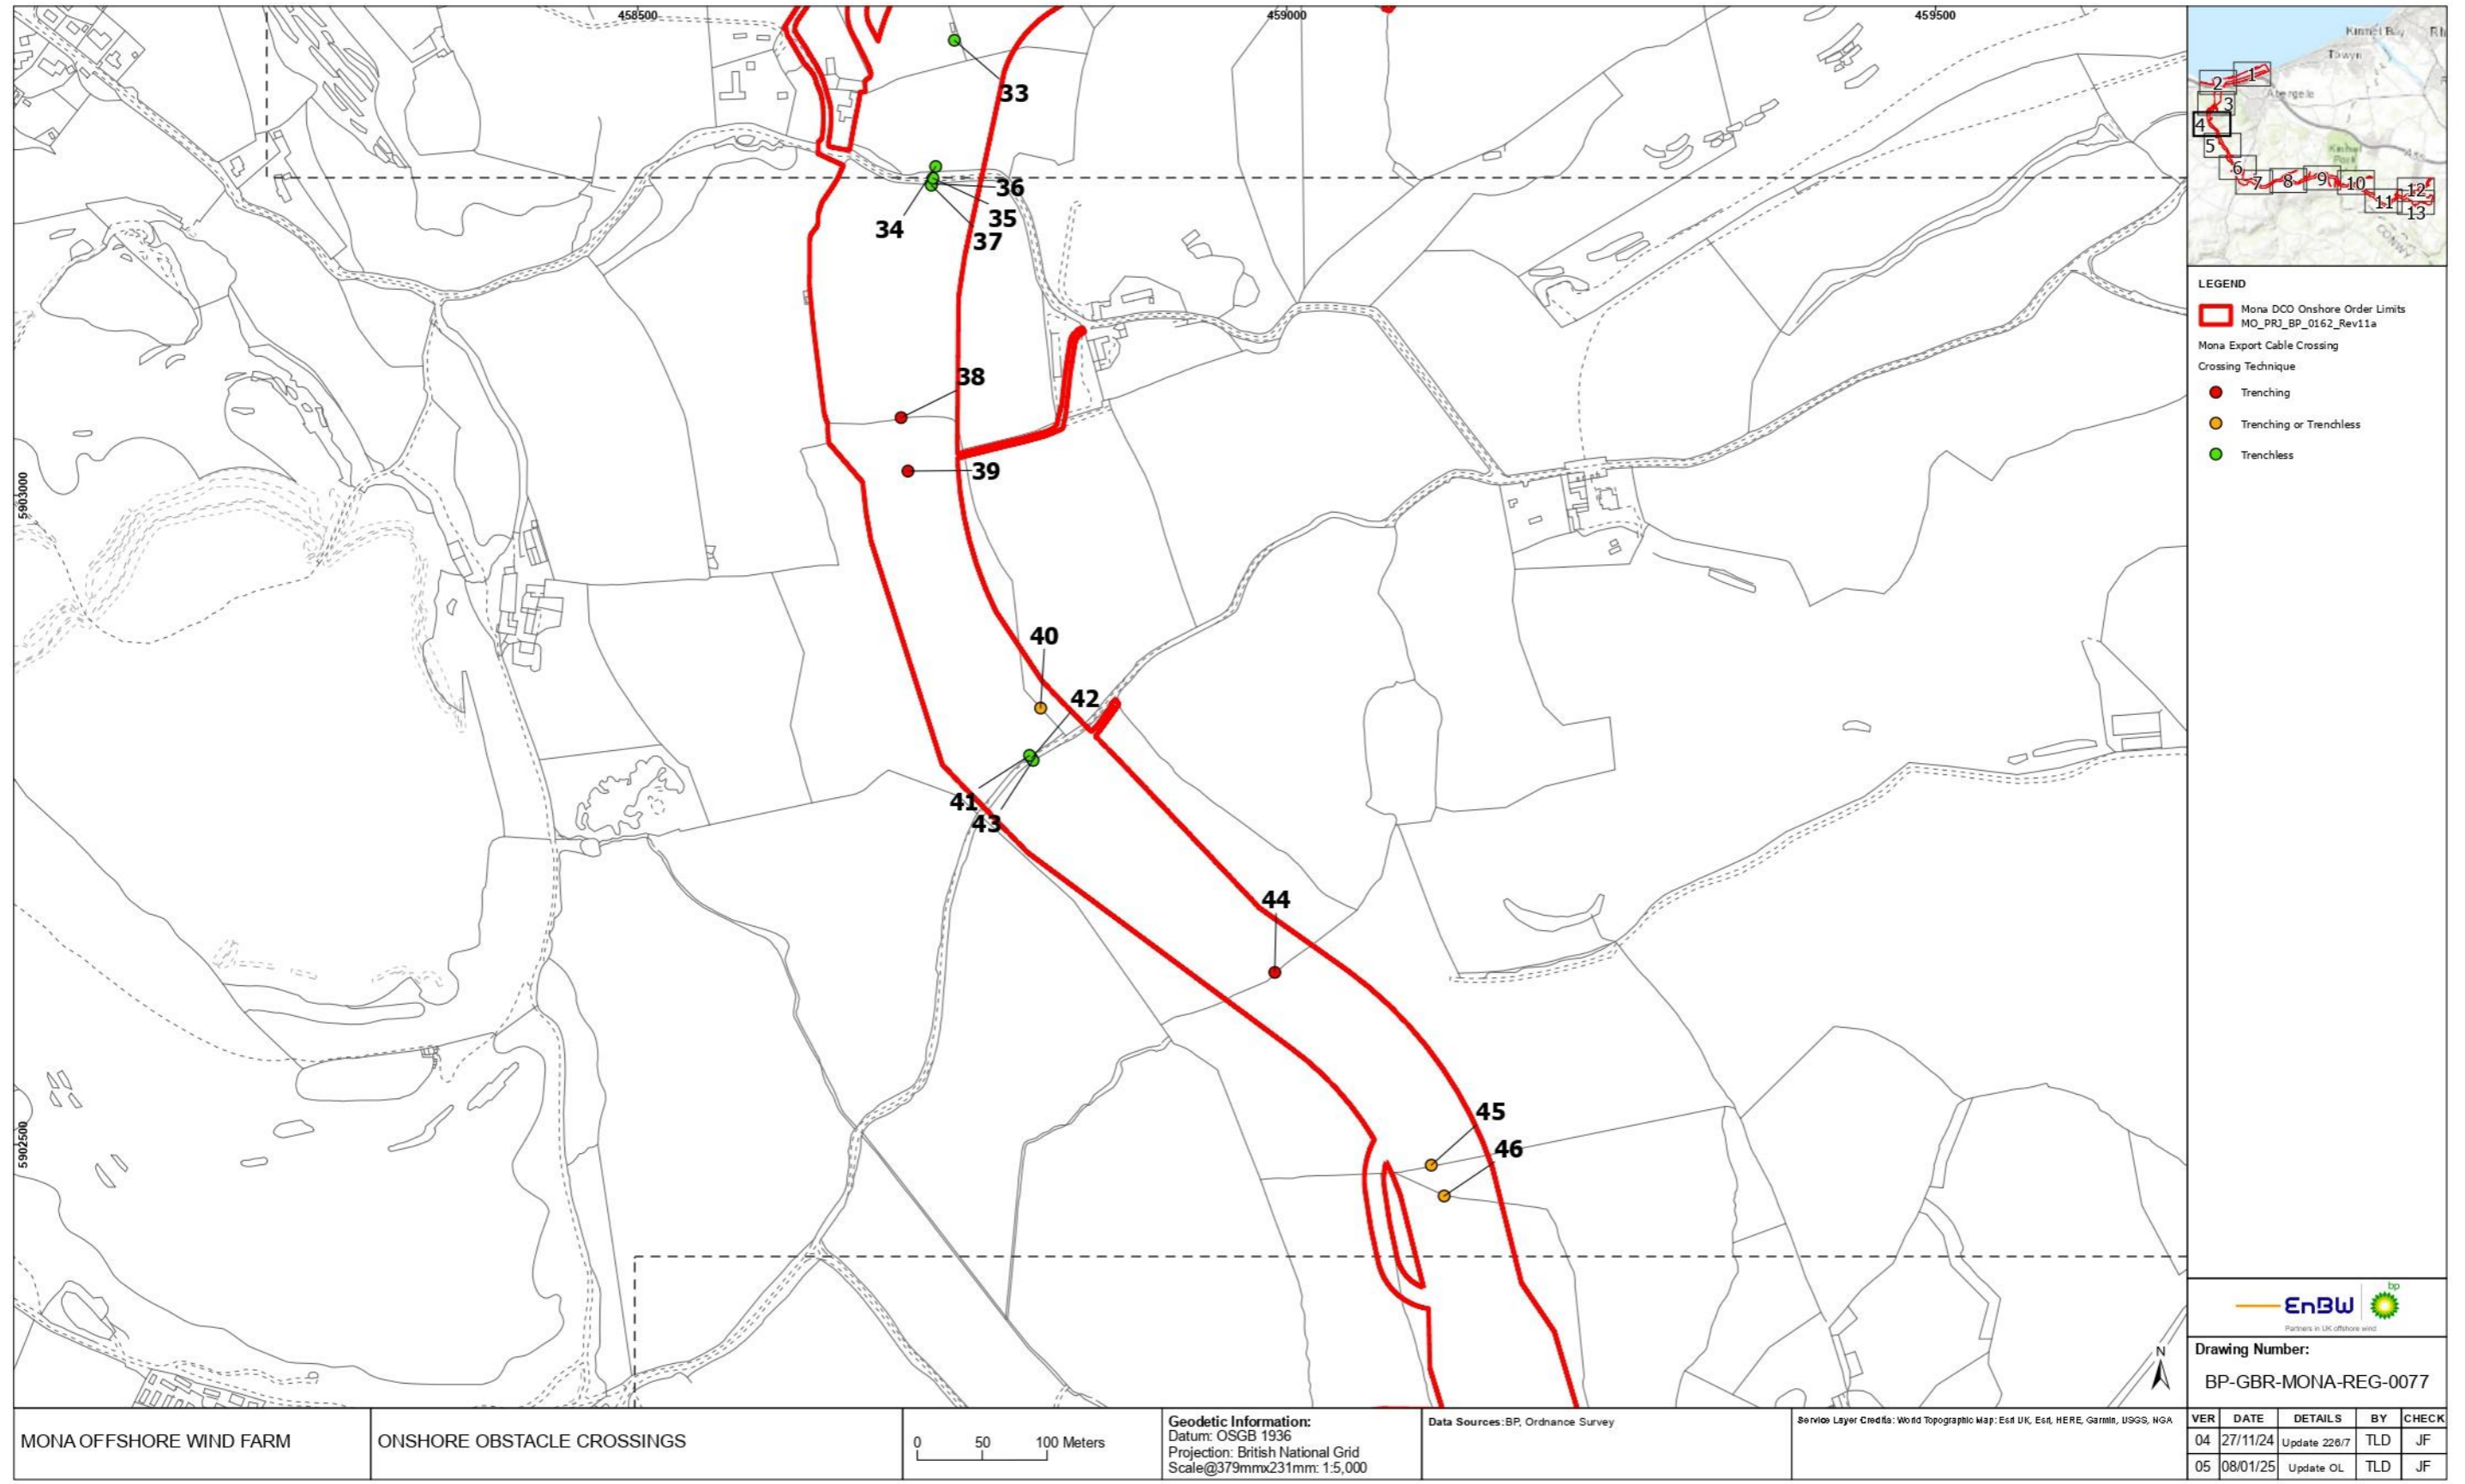 458500
459000
459500
33
36
35
34
37
38
39
5903000
40
42
41
43
44
45
46
5902500
Kinmel Bay
Towyn
Abergele
1
2
3
4
5
6
7
8
9
10
11
12
13
CONWY
LEGEND
Mona DCO Onshore Order Limits
MO_PRJ_BP_0162_Rev11a
Mona Export Cable Crossing
Crossing Technique
Trenching
Trenching or Trenchless
Trenchless
EnBW
bp
Partners in UK offshore wind
N
Drawing Number:
BP-GBR-MONA-REG-0077
MONA OFFSHORE WIND FARM
ONSHORE OBSTACLE CROSSINGS
0 50 100 Meters
Geodetic Information:
Datum: OSGB 1936
Projection: British National Grid
Scale@379mmx231mm: 1:5,000
Data Sources:BP, Ordnance Survey
Service Layer Credits: World Topographic Map: Esri UK, Esri, HERE, Garmin, USGS, NGA
VER DATE DETAILS BY CHECK
04 27/11/24 Update 226/7 TLD JF
05 08/01/25 Update OL TLD JF